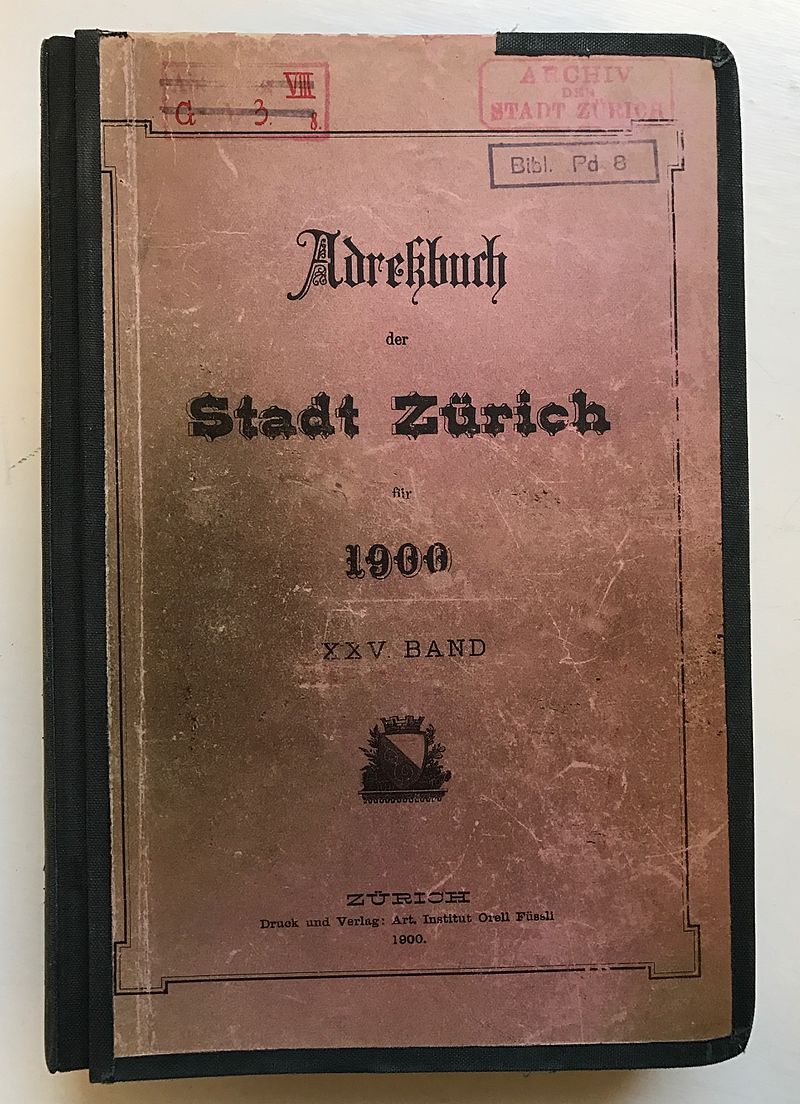 VIII
G 3. 8.
ARCHIV
DER
STADT ZÜRICH
Bibl. Pd 8
Adreßbuch
der
Stadt Zürich
für
1900
XXV. BAND
ZÜRICH
Druck und Verlag: Art. Institut Orell Füssli
1900.